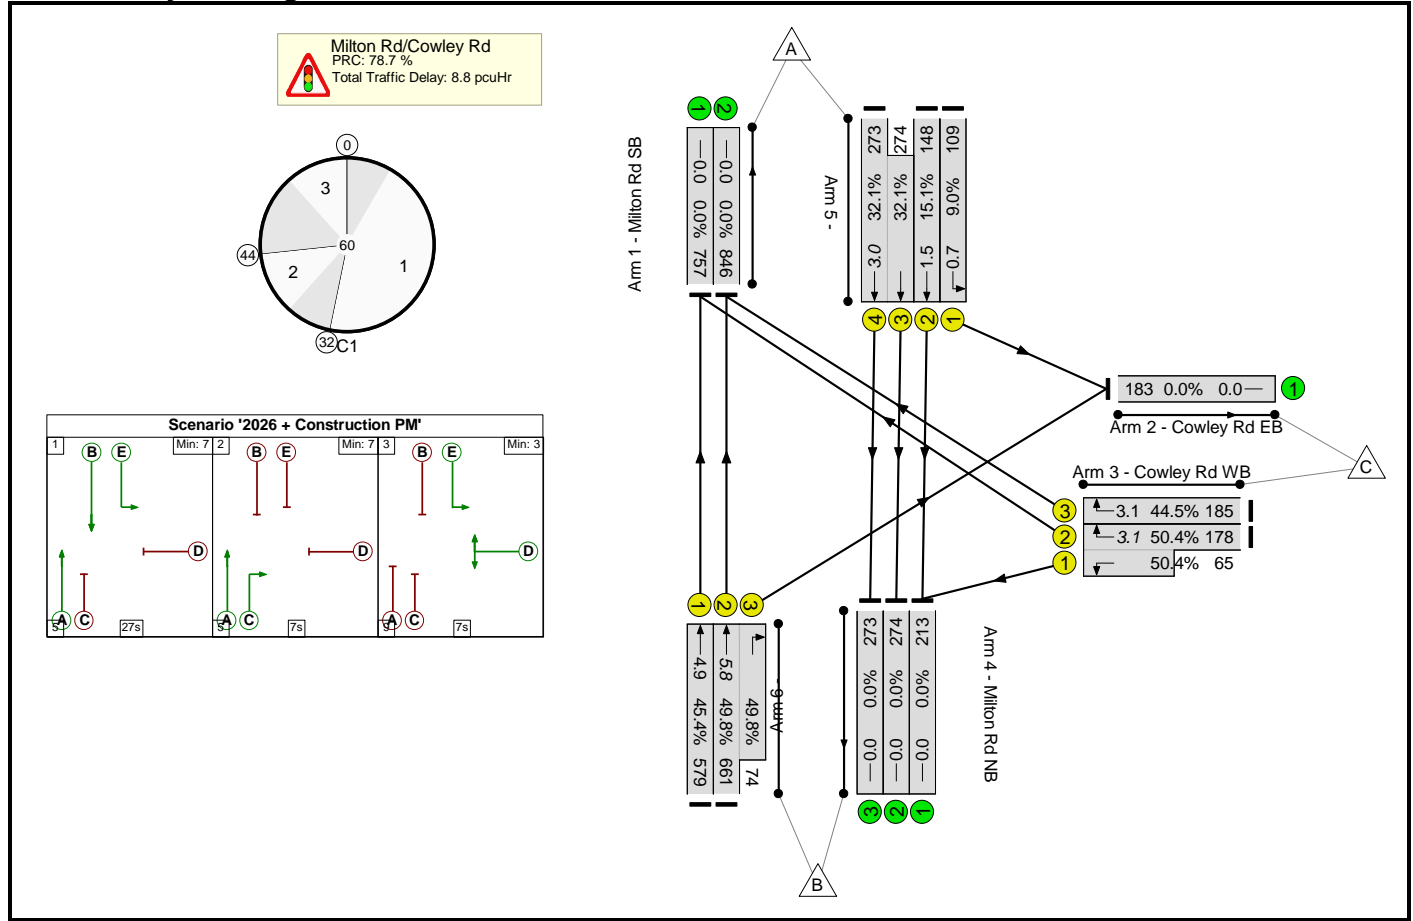 Milton Rd/Cowley Rd
PRC: 78.7 %
Total Traffic Delay: 8.8 pcuHr
0
3
44
60
1
2
32
C1
Scenario '2026 + Construction PM'
1
B
E
Min: 7
D
A
C
5
27s
2
B
E
Min: 7
D
A
C
5
7s
3
B
E
Min: 3
D
A
C
9
7s
A
Arm 1 - Milton Rd SB
1
2
0.0 0.0% 757
0.0 0.0% 846
Arm 5 -
3.0 32.1% 273
32.1% 274
1.5 15.1% 148
0.7 9.0% 109
4
3
2
1
183 0.0% 0.0
1
Arm 2 - Cowley Rd EB
C
Arm 3 - Cowley Rd WB
3
3.1 44.5% 185
2
3.1 50.4% 178
1
50.4% 65
1
2
3
4.9 45.4% 579
5.8 49.8% 661
49.8% 74
Arm 6 -
273 0.0% 0.0
274 0.0% 0.0
213 0.0% 0.0
3
2
1
Arm 4 - Milton Rd NB
B